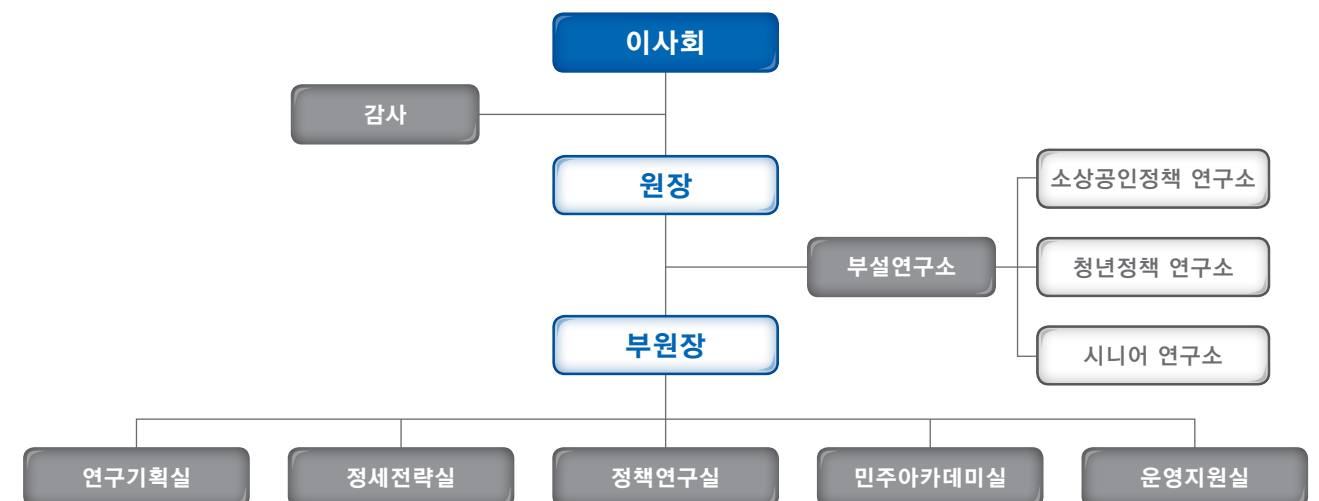 이사회
감사
원장
소상공인정책 연구소
부설연구소
청년정책 연구소
부원장
시니어 연구소
연구기획실
정세전략실
정책연구실
민주아카데미실
운영지원실